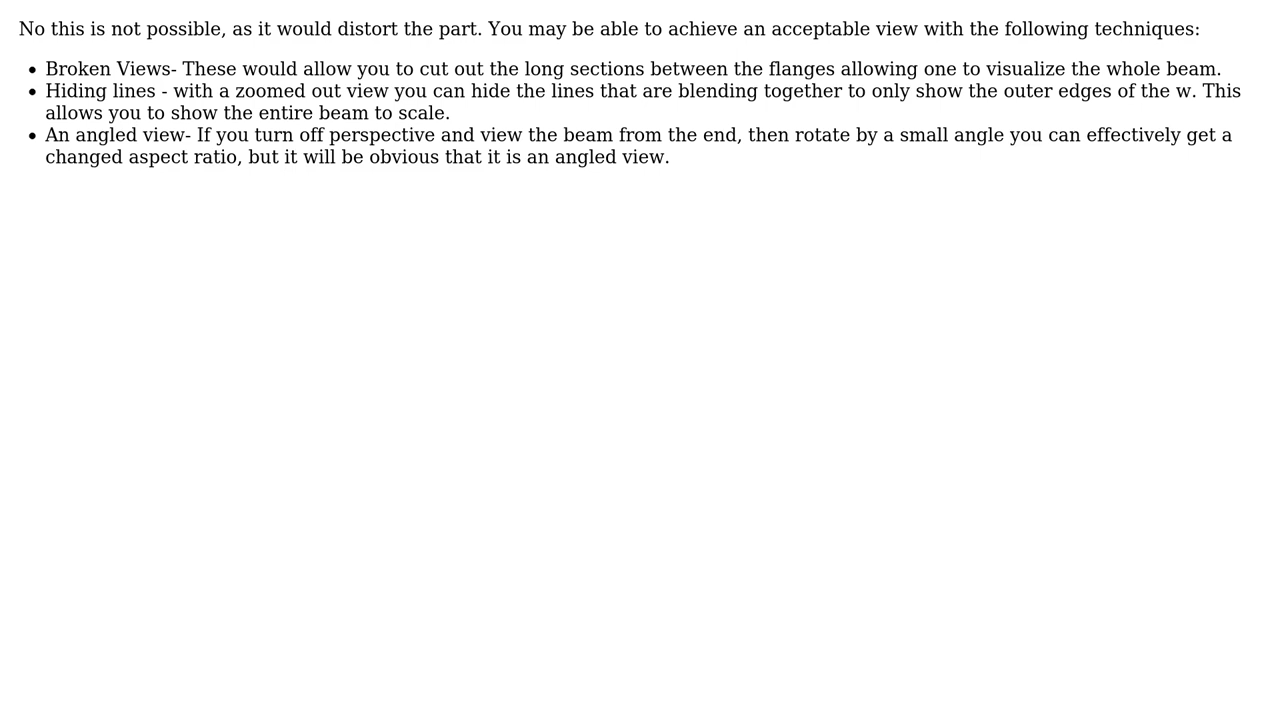 No this is not possible, as it would distort the part. You may be able to achieve an acceptable view with the following techniques:
• Broken Views- These would allow you to cut out the long sections between the flanges allowing one to visualize the whole beam.
• Hiding lines - with a zoomed out view you can hide the lines that are blending together to only show the outer edges of the w. This
allows you to show the entire beam to scale.
• An angled view- If you turn off perspective and view the beam from the end, then rotate by a small angle you can effectively get a
changed aspect ratio, but it will be obvious that it is an angled view.